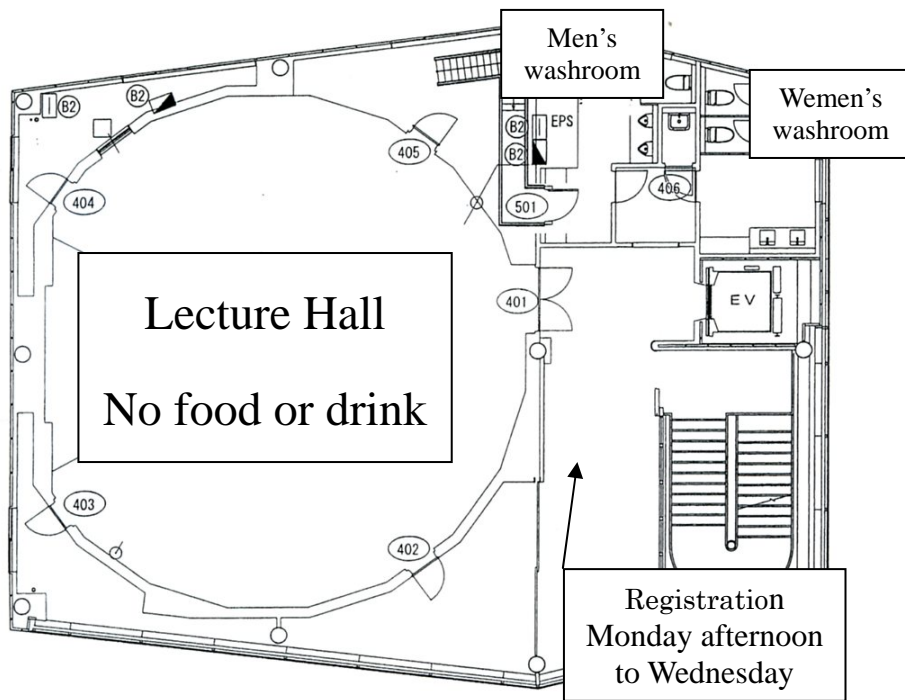 Men's
washroom
Wemen's
washroom
B2
B2
B2
B2
EPS
405
404
406
501
401
EV
Lecture Hall
No food or drink
403
402
Registration
Monday afternoon
to Wednesday